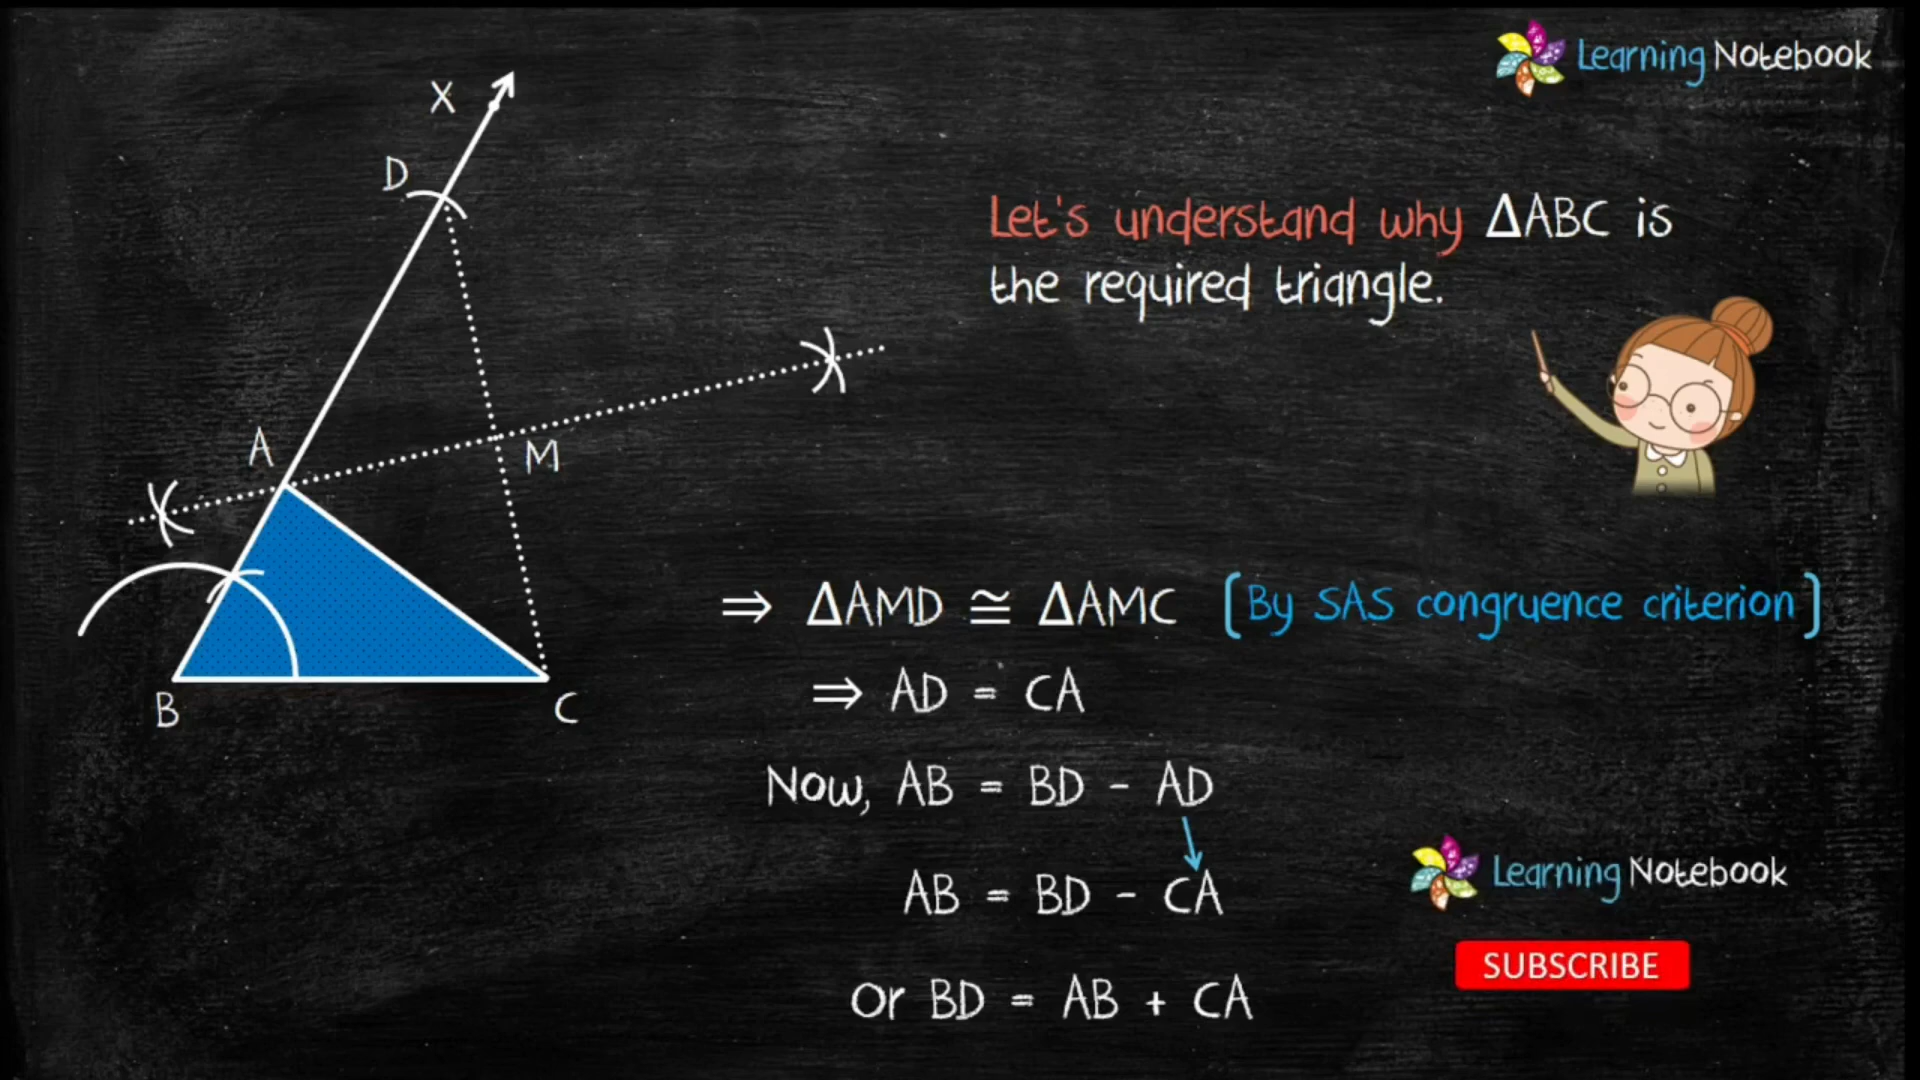 Learning Notebook
X
D
Let's understand why ΔABC is
the required triangle.
A
M
⇒ ΔAMD ≅ ΔAMC [By SAS congruence criterion]
B
C
⇒ AD = CA
Now, AB = BD - AD
AB = BD - CA
Or BD = AB + CA
Learning Notebook
SUBSCRIBE